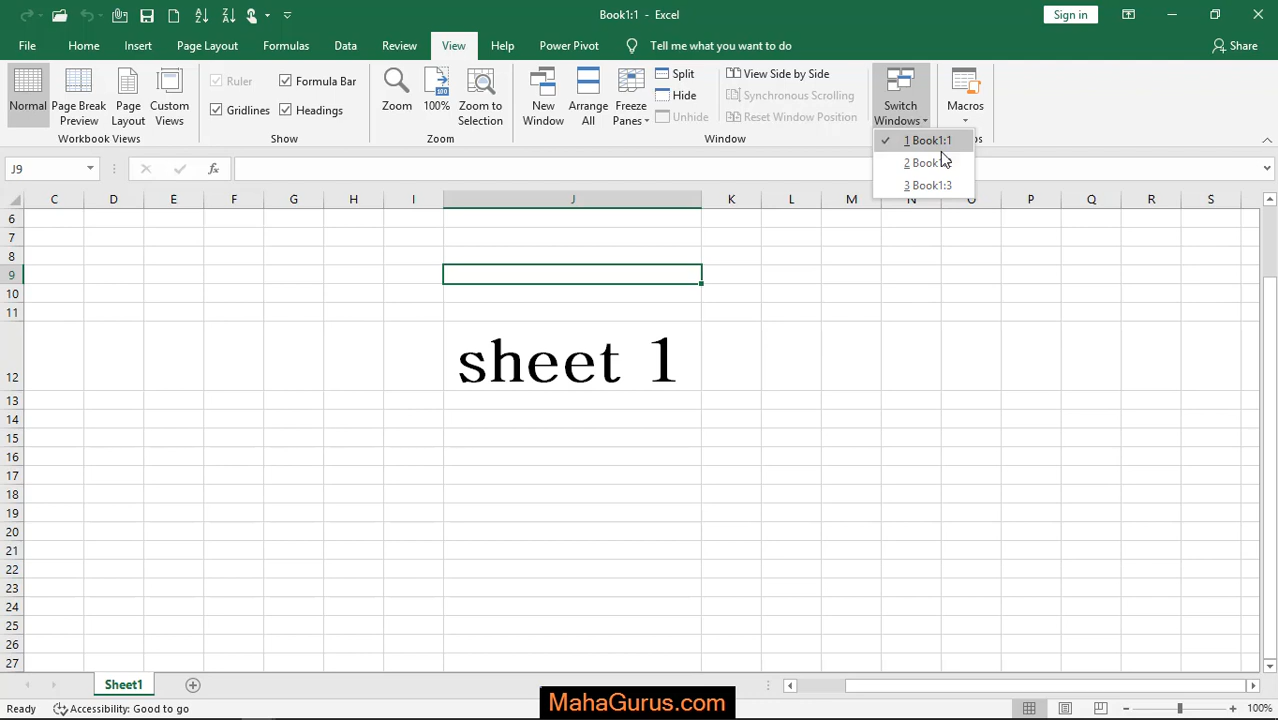 Book1:1 - Excel
Sign in
File Home Insert Page Layout Formulas Data Review View Help Power Pivot Tell me what you want to do Share
Normal
Page Break Preview
Page Layout
Custom Views
Workbook Views
Ruler
Formula Bar
Gridlines
Headings
Show
Zoom
100%
Zoom to Selection
Zoom
New Window
Arrange All
Freeze Panes
Split
Hide
Unhide
View Side by Side
Synchronous Scrolling
Reset Window Position
Window
Switch Windows
Macros
1 Book1:1
2 Book1
3 Book1:3
J9
fx
C D E F G H I J K L M N O P Q R S
6
7
8
9
10
11
12
sheet 1
13
14
15
16
17
18
19
20
21
22
23
24
25
26
27
Sheet1
Ready
Accessibility: Good to go
MahaGurus.com
100%